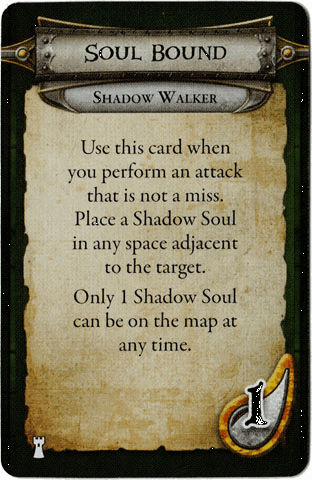 SOUL BOUND
SHADOW WALKER
Use this card when
you perform an attack
that is not a miss.
Place a Shadow Soul
in any space adjacent
to the target.
Only 1 Shadow Soul
can be on the map at
any time.
1